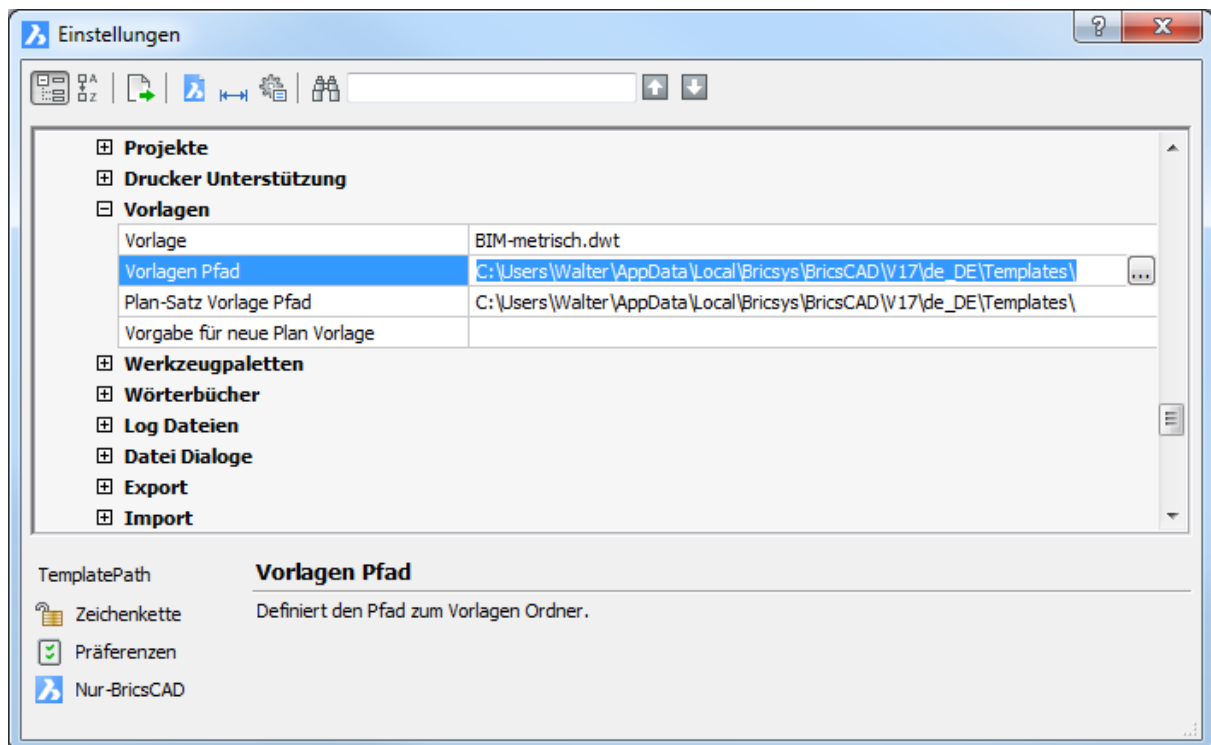 Einstellungen
Projekte
Drucker Unterstützung
Vorlagen
Vorlage BIM-metrisch.dwt
Vorlagen Pfad C:\Users\Walter\AppData\Local\Bricsys\BricsCAD\V17\de_DE\Templates\ ...
Plan-Satz Vorlage Pfad C:\Users\Walter\AppData\Local\Bricsys\BricsCAD\V17\de_DE\Templates\
Vorgabe für neue Plan Vorlage
Werkzeugpaletten
Wörterbücher
Log Dateien
Datei Dialoge
Export
Import
TemplatePath Vorlagen Pfad
Zeichenkette Definiert den Pfad zum Vorlagen Ordner.
Präferenzen
Nur-BricsCAD